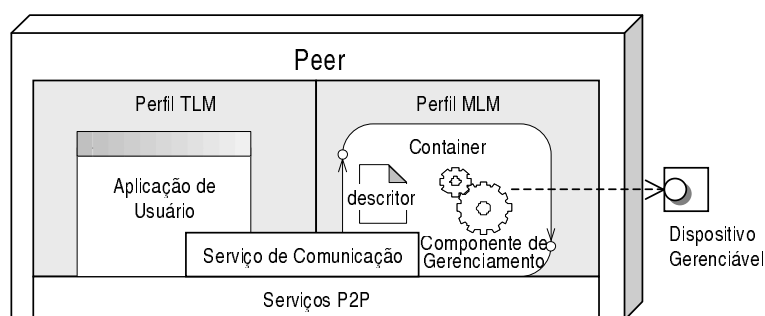 Peer
Perfil TLM
Perfil MLM
Container
Aplicação de
Usuário
descritor
Componente de
Gerenciamento
Serviço de Comunicação
Serviços P2P
Dispositivo
Gerenciável